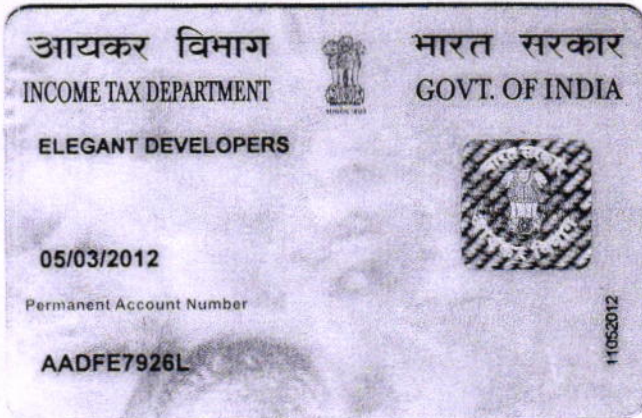 आयकर विभाग
भारत सरकार
INCOME TAX DEPARTMENT
GOVT. OF INDIA
ELEGANT DEVELOPERS
05/03/2012
Permanent Account Number
AADFE7926L
11052012